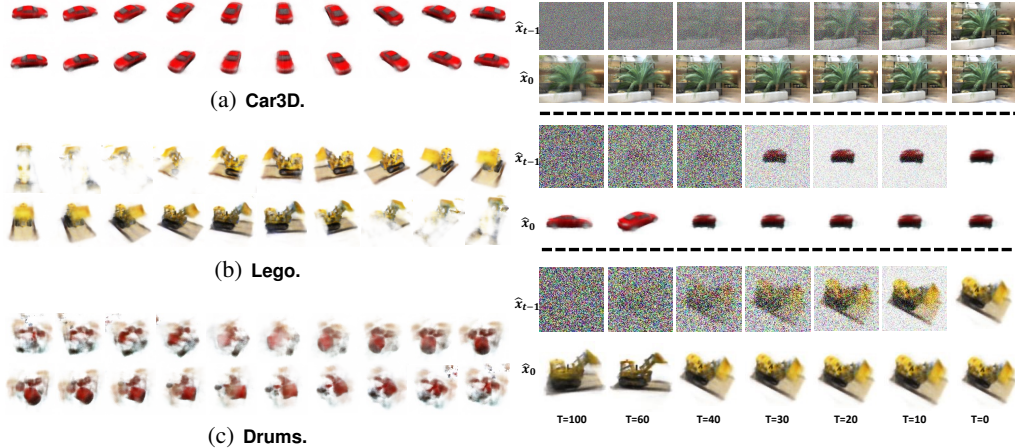 (a) Car3D.
(b) Lego.
(c) Drums.
x̂ₜ₋₁
x̂₀
x̂ₜ₋₁
x̂₀
x̂ₜ₋₁
x̂₀
T=100 T=60 T=40 T=30 T=20 T=10 T=0